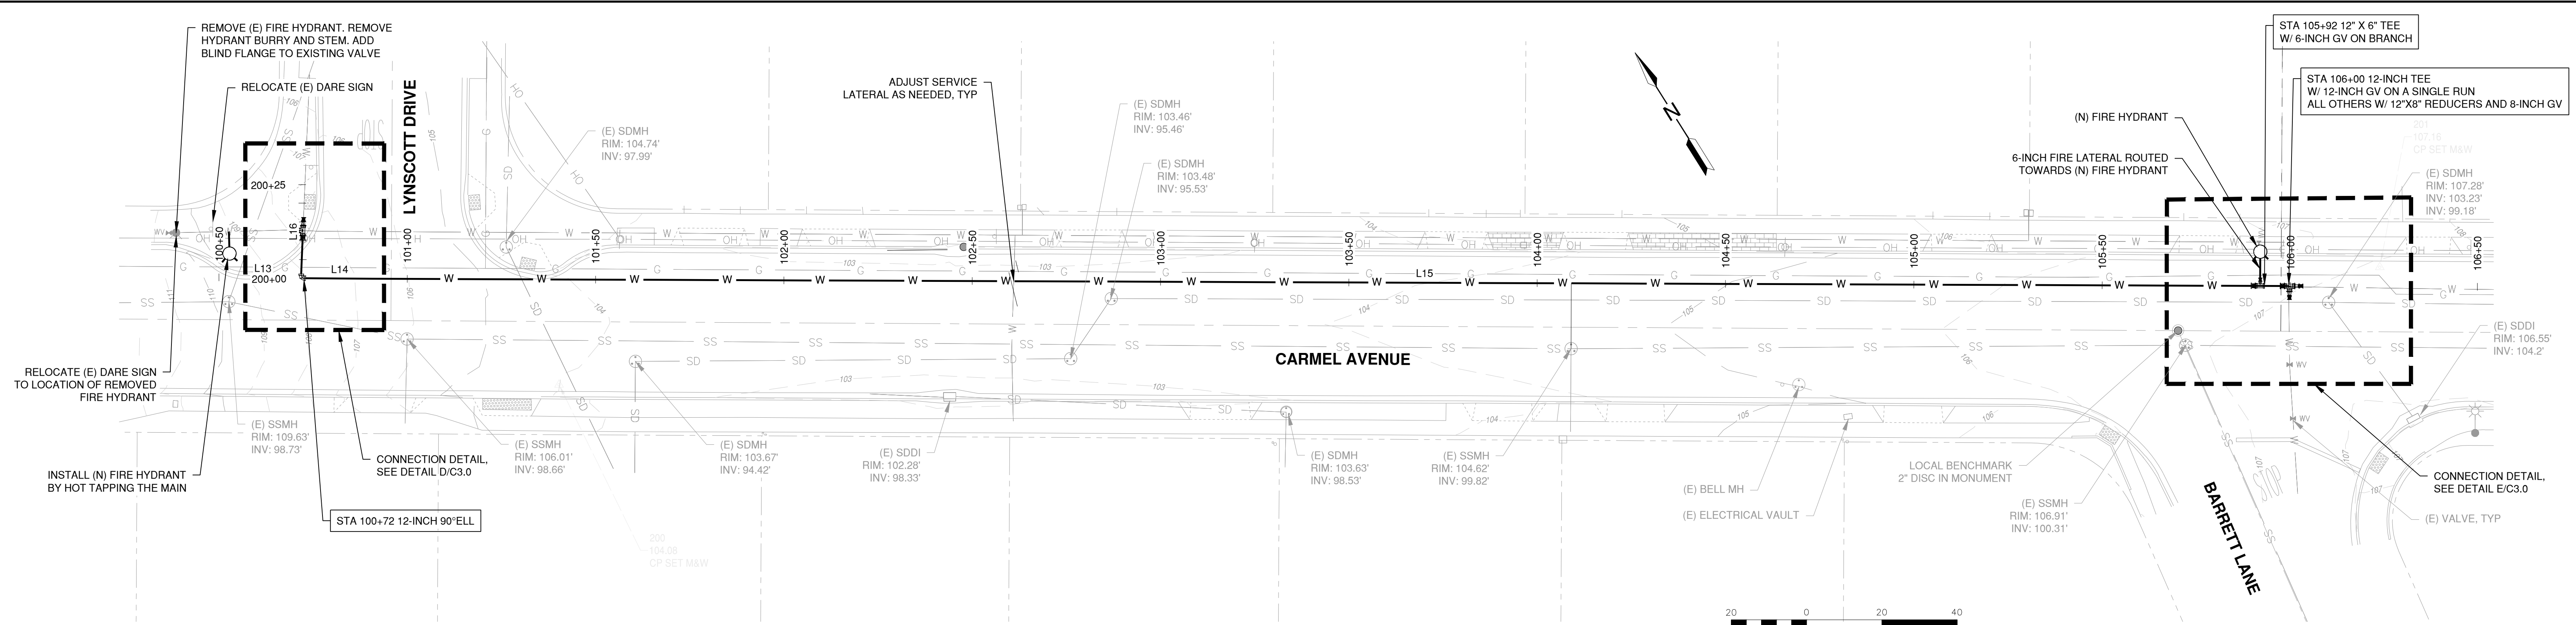 REMOVE (E) FIRE HYDRANT. REMOVE
HYDRANT BURRY AND STEM. ADD
BLIND FLANGE TO EXISTING VALVE
RELOCATE (E) DARE SIGN
LYNSCOTT DRIVE
(E) SDMH
RIM: 104.74'
INV: 97.99'
ADJUST SERVICE
LATERAL AS NEEDED, TYP
(E) SDMH
RIM: 103.46'
INV: 95.46'
(E) SDMH
RIM: 103.48'
INV: 95.53'
N
STA 105+92 12" X 6" TEE
W/ 6-INCH GV ON BRANCH
STA 106+00 12-INCH TEE
W/ 12-INCH GV ON A SINGLE RUN
ALL OTHERS W/ 12"X8" REDUCERS AND 8-INCH GV
(N) FIRE HYDRANT
6-INCH FIRE LATERAL ROUTED
TOWARDS (N) FIRE HYDRANT
201
107.15
CP SET M&W
(E) SDMH
RIM: 107.28'
INV: 103.23'
INV: 99.18'
200+25
L16
L13
200+00
L14
L15
100+50
101+00
101+50
102+00
102+50
103+00
103+50
104+00
104+50
105+00
105+50
106+00
106+50
CARMEL AVENUE
RELOCATE (E) DARE SIGN
TO LOCATION OF REMOVED
FIRE HYDRANT
(E) SSMH
RIM: 109.63'
INV: 98.73'
INSTALL (N) FIRE HYDRANT
BY HOT TAPPING THE MAIN
CONNECTION DETAIL,
SEE DETAIL D/C3.0
STA 100+72 12-INCH 90°ELL
(E) SSMH
RIM: 106.01'
INV: 98.66'
200
104.08
CP SET M&W
(E) SDMH
RIM: 103.67'
INV: 94.42'
(E) SDDI
RIM: 102.28'
INV: 98.33'
(E) SDMH
RIM: 103.63'
INV: 98.53'
(E) SSMH
RIM: 104.62'
INV: 99.82'
(E) BELL MH
(E) ELECTRICAL VAULT
LOCAL BENCHMARK
2" DISC IN MONUMENT
(E) SSMH
RIM: 106.91'
INV: 100.31'
BARRETT LANE
STOP
(E) SDDI
RIM: 106.55'
INV: 104.2'
CONNECTION DETAIL,
SEE DETAIL E/C3.0
(E) VALVE, TYP
20 0 20 40